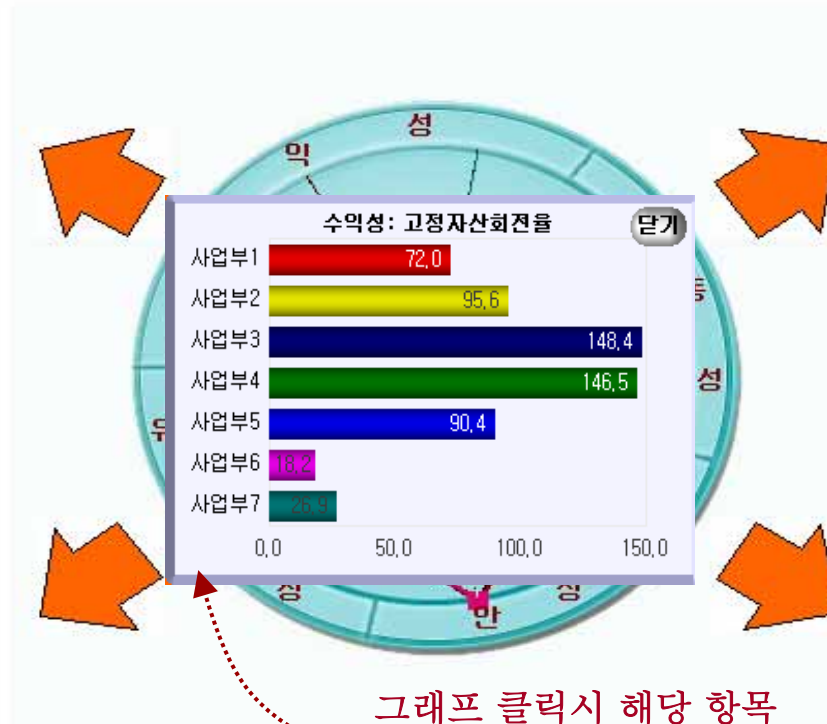 성
익
수익성: 고정자산회전율
닫기
사업부1 72,0
사업부2 95,6
사업부3 148,4
사업부4 146,5
사업부5 90,4
사업부6 18,2
사업부7 26,9
0,0 50,0 100,0 150,0
성
성
안
그래프 클릭시 해당 항목